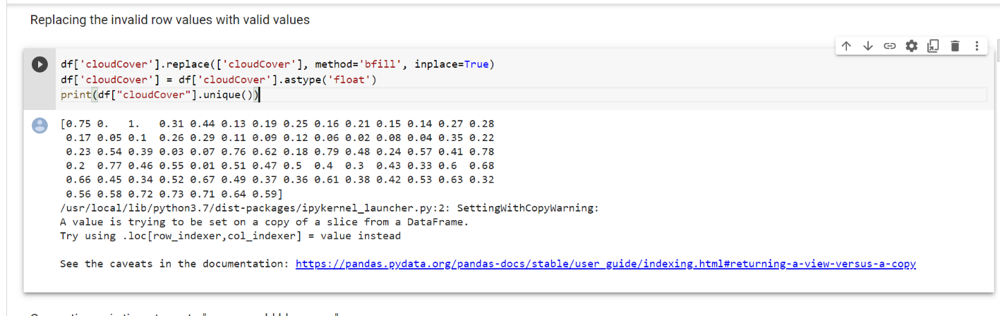 Replacing the invalid row values with valid values
df['cloudCover'].replace(['cloudCover'], method='bfill', inplace=True)
df['cloudCover'] = df['cloudCover'].astype('float')
print(df["cloudCover"].unique())
[0.75 0.   1.   0.31 0.44 0.13 0.19 0.25 0.16 0.21 0.15 0.14 0.27 0.28
0.17 0.05 0.1  0.26 0.29 0.11 0.09 0.12 0.06 0.02 0.08 0.04 0.35 0.22
0.23 0.54 0.39 0.03 0.07 0.76 0.62 0.18 0.79 0.48 0.24 0.57 0.41 0.78
0.2  0.77 0.46 0.55 0.01 0.51 0.47 0.5  0.4  0.3  0.43 0.33 0.6  0.68
0.66 0.45 0.34 0.52 0.67 0.49 0.37 0.36 0.61 0.38 0.42 0.53 0.63 0.32
0.56 0.58 0.72 0.73 0.71 0.64 0.59]
/usr/local/lib/python3.7/dist-packages/ipykernel_launcher.py:2: SettingWithCopyWarning:
A value is trying to be set on a copy of a slice from a DataFrame.
Try using .loc[row_indexer,col_indexer] = value instead
See the caveats in the documentation: https://pandas.pydata.org/pandas-docs/stable/user_guide/indexing.html#returning-a-view-versus-a-copy